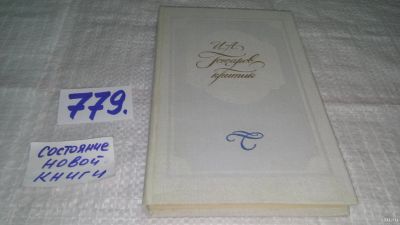 779.
СОСТОЯНИЕ
НОВОЙ
КНИГИ
И.А.
Гончаров
критик